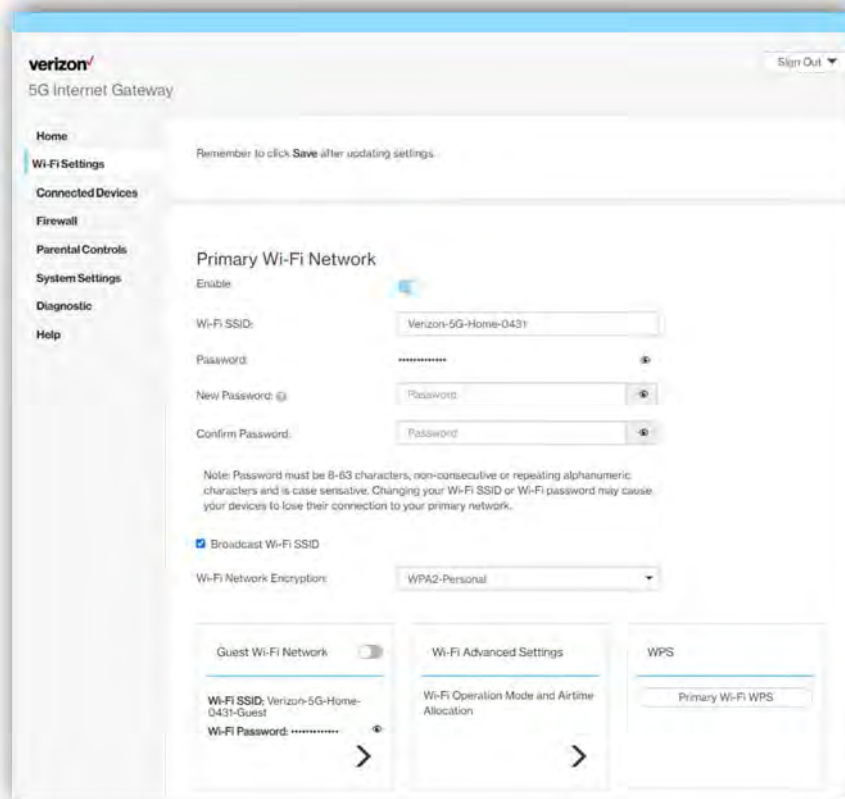 verizon
Sign Out
5G Internet Gateway
Home
Wi-Fi Settings
Connected Devices
Firewall
Parental Controls
System Settings
Diagnostic
Help
Remember to click Save after updating settings
Primary Wi-Fi Network
Enable
Wi-Fi SSID:
Verizon-5G-Home-0431
Password:
•••••••••••••
New Password:
Password
Confirm Password:
Password
Note: Password must be 8-63 characters, non-consecutive or repeating alphanumeric
characters and is case sensative. Changing your Wi-Fi SSID or Wi-Fi password may cause
your devices to lose their connection to your primary network.
Broadcast Wi-Fi SSID
Wi-Fi Network Encryption:
WPA2-Personal
Guest Wi-Fi Network
Wi-Fi SSID: Verizon-5G-Home-
0431-Guest
Wi-Fi Password: •••••••••••••
Wi-Fi Advanced Settings
Wi-Fi Operation Mode and Airtime
Allocation
WPS
Primary Wi-Fi WPS